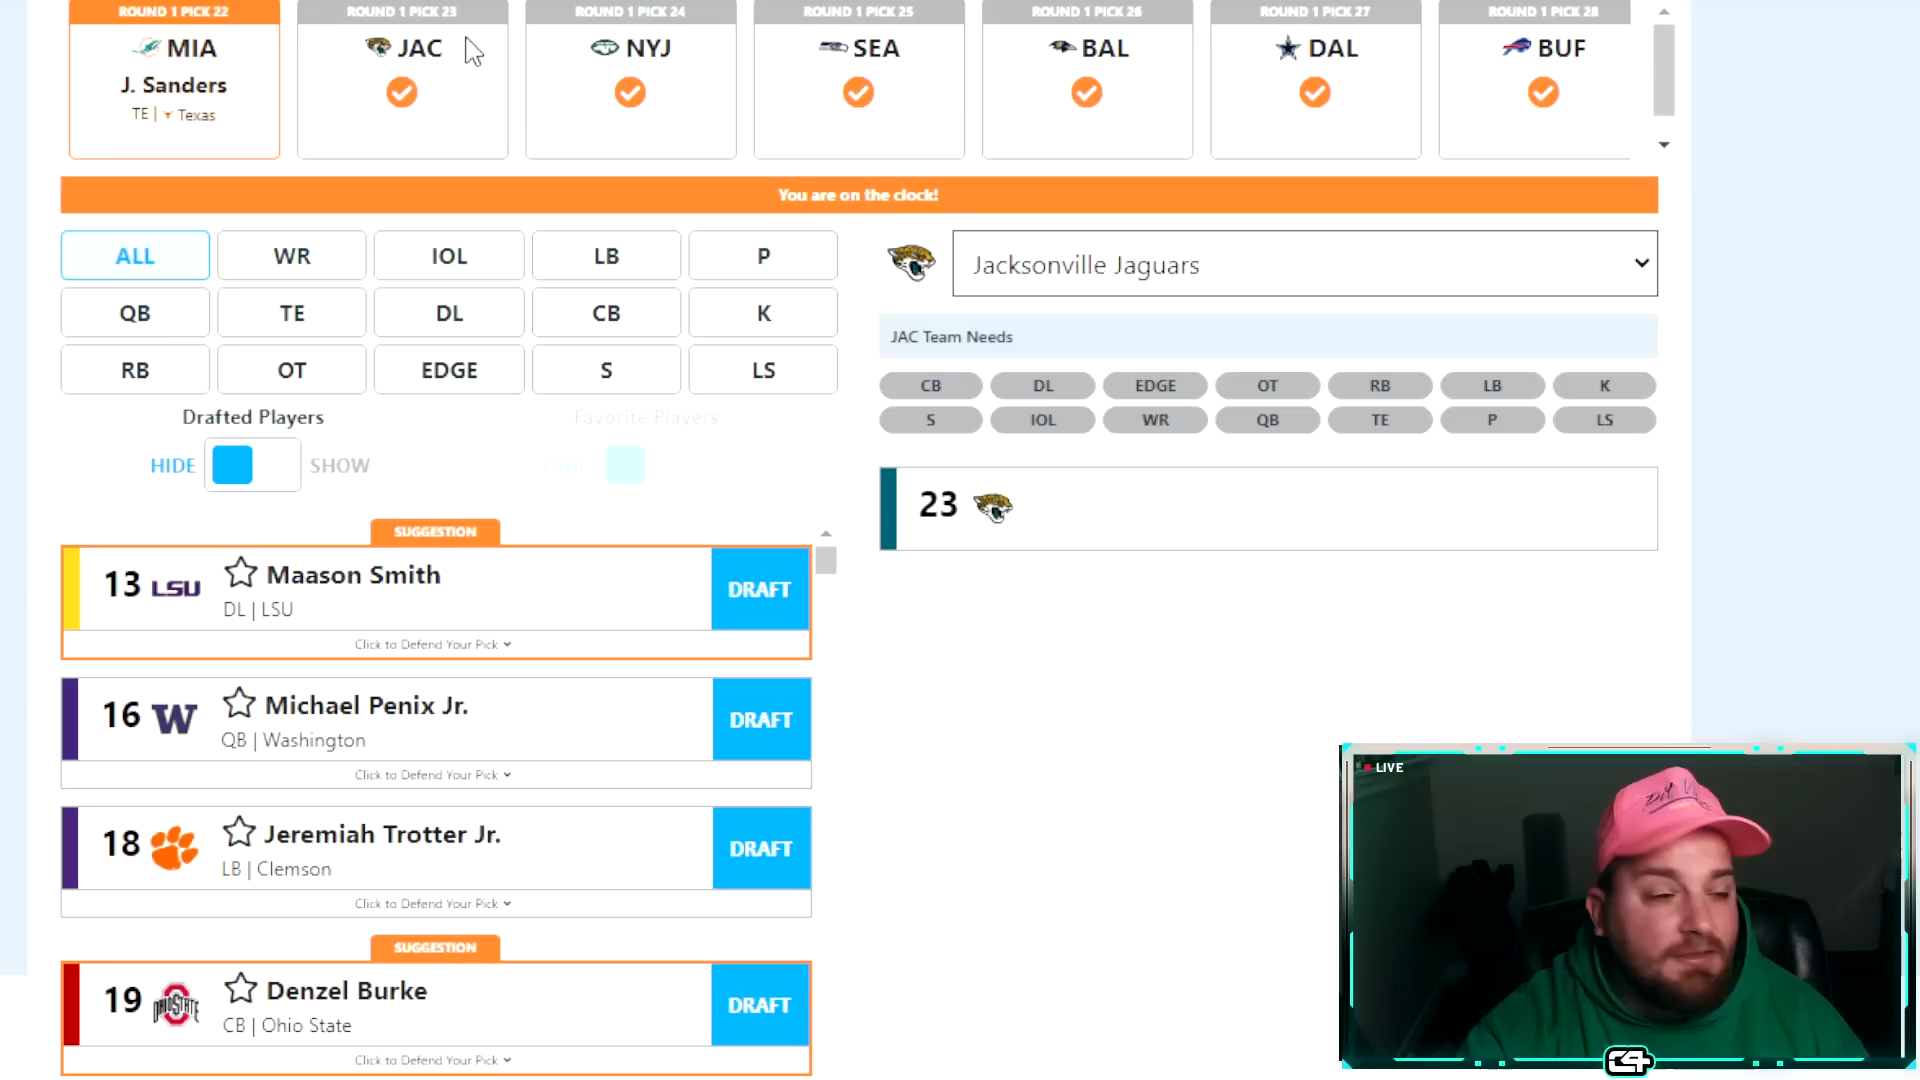 ROUND 1 PICK 22
MIA
J. Sanders
TE | Texas
ROUND 1 PICK 23
JAC
ROUND 1 PICK 24
NYJ
ROUND 1 PICK 25
SEA
ROUND 1 PICK 26
BAL
ROUND 1 PICK 27
DAL
ROUND 1 PICK 28
BUF
You are on the clock!
ALL
WR
IOL
LB
P
QB
TE
DL
CB
K
RB
OT
EDGE
S
LS
Drafted Players
HIDE
SHOW
Favorite Players
HIDE
Jacksonville Jaguars
JAC Team Needs
CB
DL
EDGE
OT
RB
LB
K
S
IOL
WR
QB
TE
P
LS
23
SUGGESTION
13
LSU
Maason Smith
DL | LSU
DRAFT
Click to Defend Your Pick
16
W
Michael Penix Jr.
QB | Washington
DRAFT
Click to Defend Your Pick
18
Jeremiah Trotter Jr.
LB | Clemson
DRAFT
Click to Defend Your Pick
SUGGESTION
19
OHIO STATE
Denzel Burke
CB | Ohio State
DRAFT
Click to Defend Your Pick
LIVE